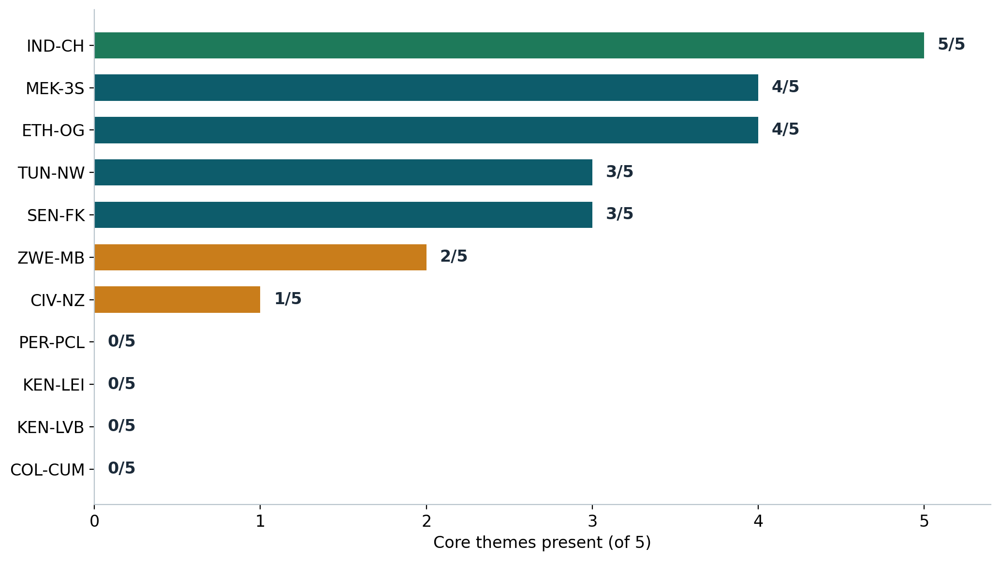 IND-CH 5/5
MEK-3S 4/5
ETH-OG 4/5
TUN-NW 3/5
SEN-FK 3/5
ZWE-MB 2/5
CIV-NZ 1/5
PER-PCL 0/5
KEN-LEI 0/5
KEN-LVB 0/5
COL-CUM 0/5
0 1 2 3 4 5
Core themes present (of 5)